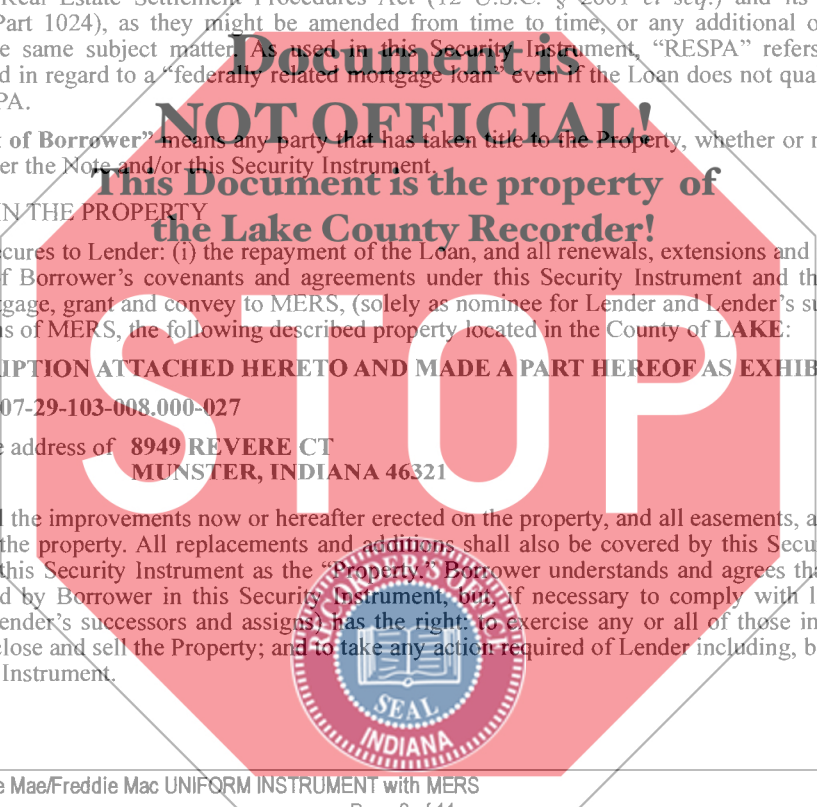 Real Estate Settlement Procedures Act (12 U.S.C. § 2601 et seq.) and its
Part 1024), as they might be amended from time to time, or any additional o
e same subject matter. As used in this Security Instrument, “RESPA” refers
d in regard to a “federally related mortgage loan” even if the Loan does not qua
PA.
of Borrower” means any party that has taken title to the Property, whether or
er the Note and/or this Security Instrument.
IN THE PROPERTY
cures to Lender: (i) the repayment of the Loan, and all renewals, extensions and
f Borrower’s covenants and agreements under this Security Instrument and th
gage, grant and convey to MERS, (solely as nominee for Lender and Lender’s su
s of MERS, the following described property located in the County of LAKE:
IPTION ATTACHED HERETO AND MADE A PART HEREOF AS EXHIB
07-29-103-008.000-027
e address of 8949 REVERE CT
MUNSTER, INDIANA 46321
l the improvements now or hereafter erected on the property, and all easements, a
the property. All replacements and additions shall also be covered by this Secu
this Security Instrument as the “Property.” Borrower understands and agrees tha
d by Borrower in this Security Instrument, but, if necessary to comply with l
ender’s successors and assigns) has the right: to exercise any or all of those in
close and sell the Property; and to take any action required of Lender including, b
Instrument.
e Mae/Freddie Mac UNIFORM INSTRUMENT with MERS
Document is
NOT OFFICIAL!
This Document is the property of
the Lake County Recorder!
STOP
RECORDER'S OFFICE
SEAL
INDIANA